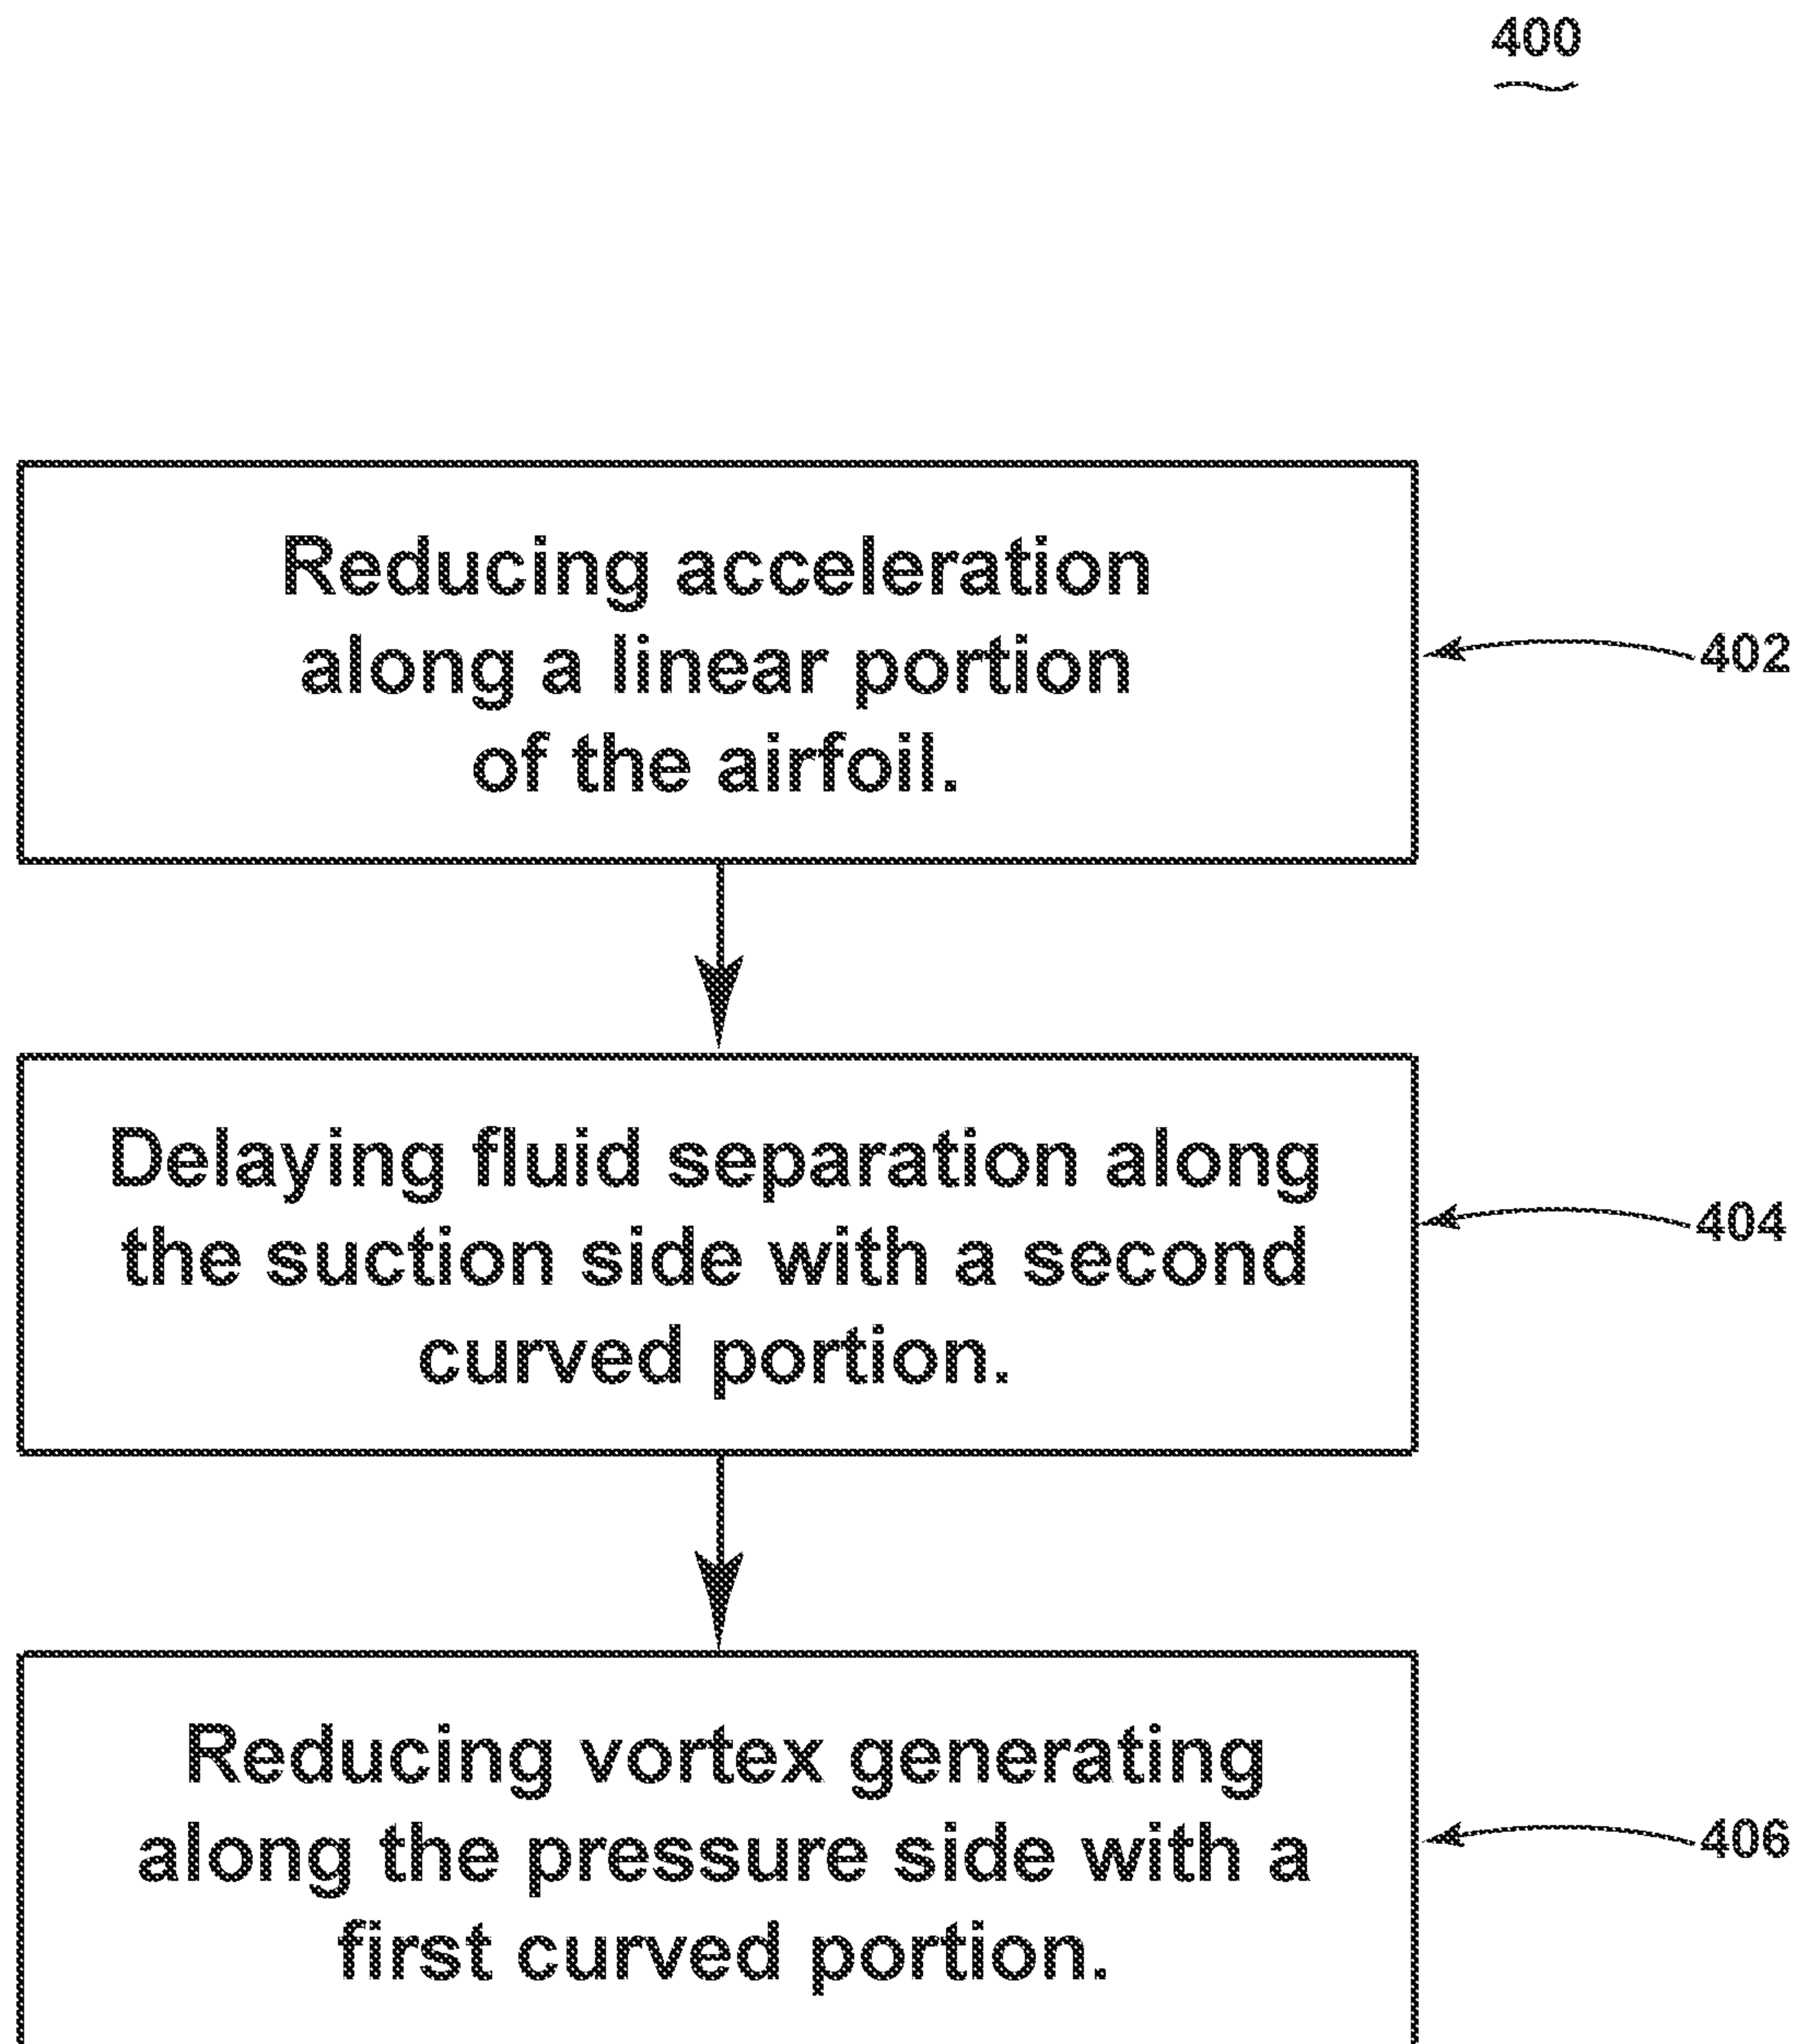 400
Reducing acceleration
along a linear portion
of the airfoil.
402
Delaying fluid separation along
the suction side with a second
curved portion.
404
Reducing vortex generating
along the pressure side with a
first curved portion.
406